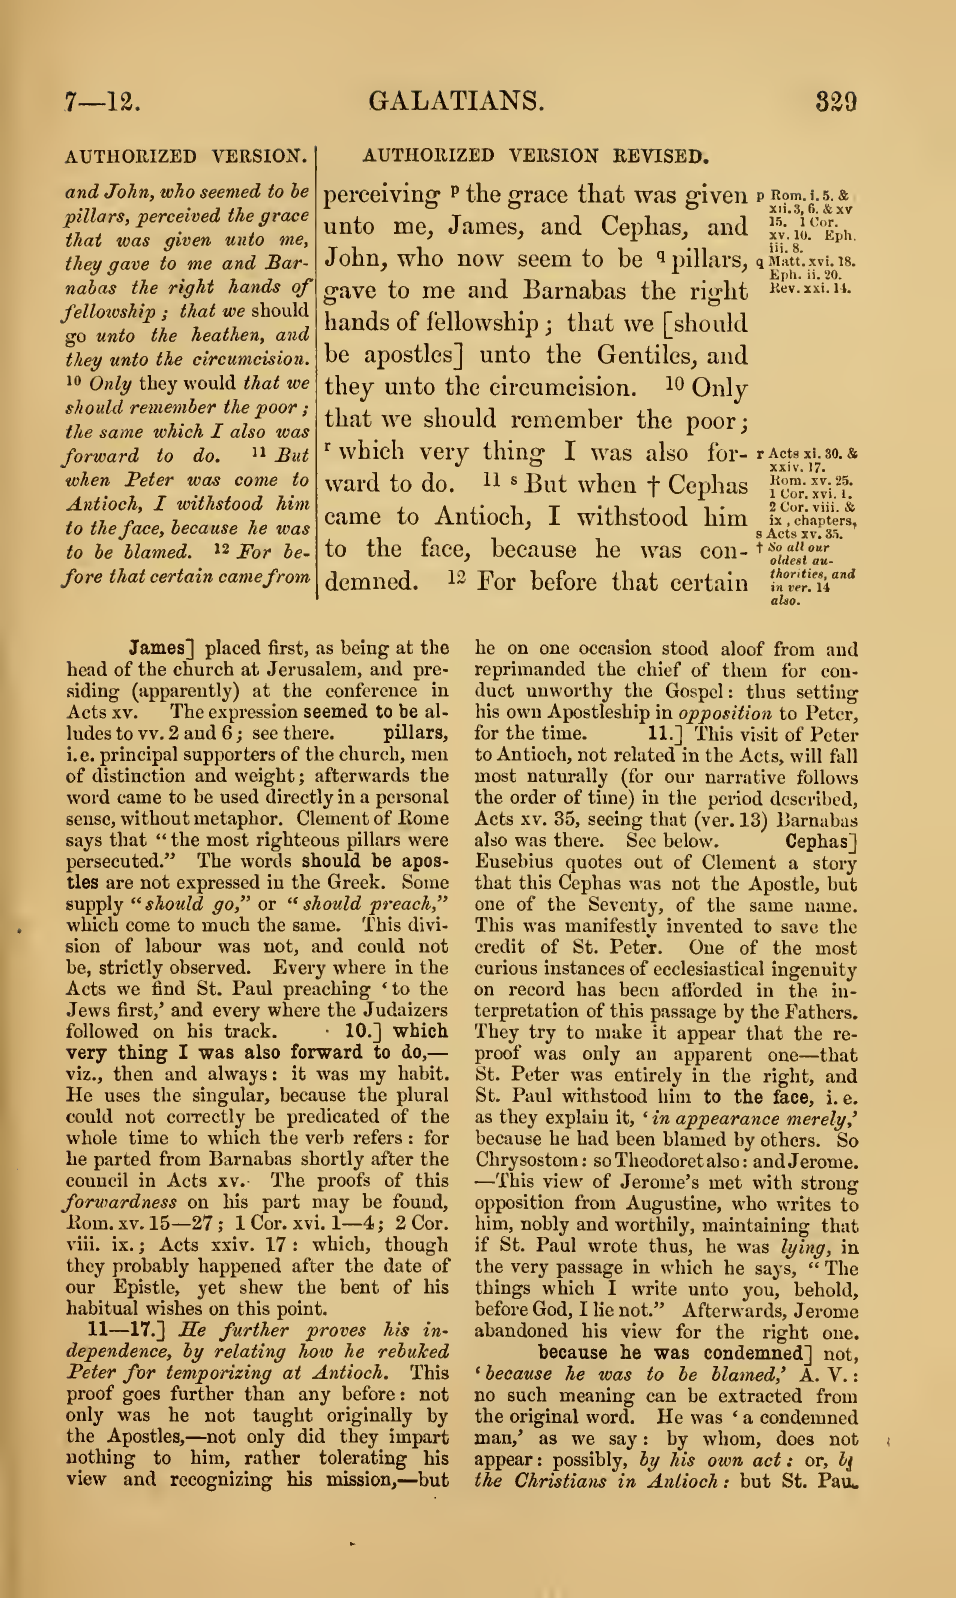 7—12. GALATIANS. 329
AUTHORIZED VERSION.
and John, who seemed to be
pillars, perceived the grace
that was given unto me,
they gave to me and Bar-
nabas the right hands of
fellowship ; that we should
go unto the heathen, and
they unto the circumcision.
10 Only they would that we
should remember the poor ;
the same which I also was
forward to do. 11 But
when Peter was come to
Antioch, I withstood him
to the face, because he was
to be blamed. 12 For be-
fore that certain came from
AUTHORIZED VERSION REVISED.
perceiving p the grace that was given
unto me, James, and Cephas, and
John, who now seem to be q pillars,
gave to me and Barnabas the right
hands of fellowship ; that we [should
be apostles] unto the Gentiles, and
they unto the circumcision. 10 Only
that we should remember the poor;
r which very thing I was also for-
ward to do. 11 s But when † Cephas
came to Antioch, I withstood him
to the face, because he was con-
demned. 12 For before that certain
p Rom. i. 5. &
xii. 3, 6. & xv
15. 1 Cor.
xv. 10. Eph.
iii. 8.
q Matt. xvi. 18.
Eph. ii. 20.
Rev. xxi. 14.
r Acts xi. 30. &
xxiv. 17.
Rom. xv. 25.
1 Cor. xvi. 1.
2 Cor. viii. &
ix , chapters,
s Acts xv. 35.
† So all our
oldest au-
thorities, and
in ver. 14
also.
James] placed first, as being at the
head of the church at Jerusalem, and pre-
siding (apparently) at the conference in
Acts xv. The expression seemed to be al-
ludes to vv. 2 and 6; see there. pillars,
i.e. principal supporters of the church, men
of distinction and weight; afterwards the
word came to be used directly in a personal
sense, without metaphor. Clement of Rome
says that “ the most righteous pillars were
persecuted.” The words should be apos-
tles are not expressed in the Greek. Some
supply “should go,” or “ should preach,”
which come to much the same. This divi-
sion of labour was not, and could not
be, strictly observed. Every where in the
Acts we find St. Paul preaching ‘ to the
Jews first,’ and every where the Judaizers
followed on his track. 10.] which
very thing I was also forward to do,—
viz., then and always: it was my habit.
He uses the singular, because the plural
could not correctly be predicated of the
whole time to which the verb refers : for
he parted from Barnabas shortly after the
council in Acts xv. The proofs of this
forwardness on his part may be found,
Rom. xv. 15—27 ; 1 Cor. xvi. 1—4; 2 Cor.
viii. ix. ; Acts xxiv. 17 : which, though
they probably happened after the date of
our Epistle, yet shew the bent of his
habitual wishes on this point.
11—17.] He further proves his in-
dependence, by relating how he rebuked
Peter for temporizing at Antioch. This
proof goes further than any before: not
only was he not taught originally by
the Apostles,—not only did they impart
nothing to him, rather tolerating his
view and recognizing his mission,—but
he on one occasion stood aloof from and
reprimanded the chief of them for con-
duct unworthy the Gospel: thus setting
his own Apostleship in opposition to Peter,
for the time. 11.] This visit of Peter
to Antioch, not related in the Acts, will fall
most naturally (for our narrative follows
the order of time) in the period described,
Acts xv. 35, seeing that (ver. 13) Barnabas
also was there. See below. Cephas]
Eusebius quotes out of Clement a story
that this Cephas was not the Apostle, but
one of the Seventy, of the same name.
This was manifestly invented to save the
credit of St. Peter. One of the most
curious instances of ecclesiastical ingenuity
on record has been afforded in the in-
terpretation of this passage by the Fathers.
They try to make it appear that the re-
proof was only an apparent one—that
St. Peter was entirely in the right, and
St. Paul withstood him to the face, i. e.
as they explain it, ‘ in appearance merely,’
because he had been blamed by others. So
Chrysostom : so Theodoret also : and Jerome.
—This view of Jerome's met with strong
opposition from Augustine, who writes to
him, nobly and worthily, maintaining that
if St. Paul wrote thus, he was lying, in
the very passage in which he says, “ The
things which I write unto you, behold,
before God, I lie not.” Afterwards, Jerome
abandoned his view for the right one.
because he was condemned] not,
‘ because he was to be blamed,’ A. V. :
no such meaning can be extracted from
the original word. He was ‘ a condemned
man,’ as we say : by whom, does not
appear: possibly, by his own act : or,
the Christians in Antioch : but St.